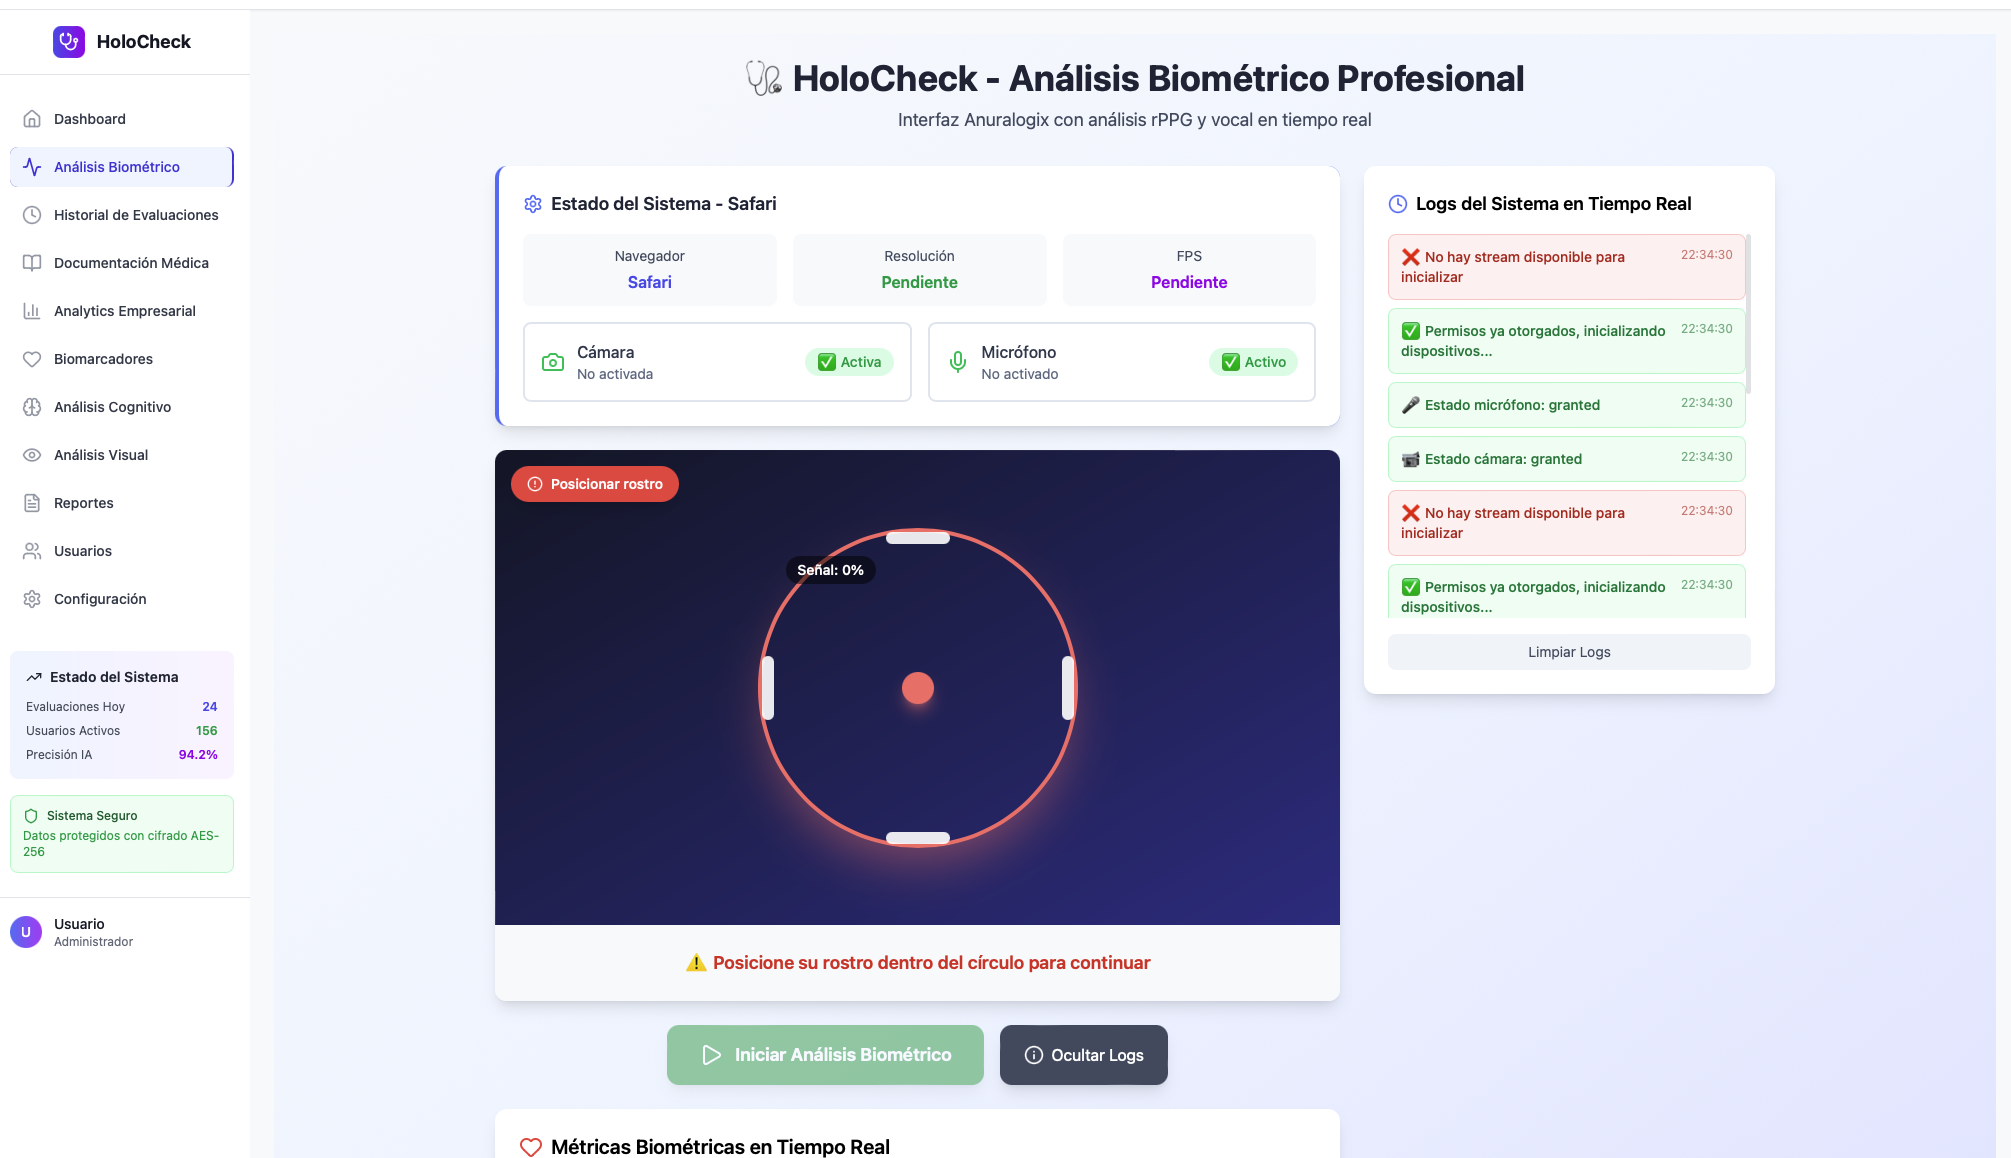 HoloCheck
Dashboard
Análisis Biométrico
Historial de Evaluaciones
Documentación Médica
Analytics Empresarial
Biomarcadores
Análisis Cognitivo
Análisis Visual
Reportes
Usuarios
Configuración
Estado del Sistema
Evaluaciones Hoy 24
Usuarios Activos 156
Precisión IA 94.2%
Sistema Seguro
Datos protegidos con cifrado AES-
256
U
Usuario
Administrador
🩺 HoloCheck - Análisis Biométrico Profesional
Interfaz Anuralogix con análisis rPPG y vocal en tiempo real
Estado del Sistema - Safari
Navegador
Safari
Resolución
Pendiente
FPS
Pendiente
Cámara
No activada
✅ Activa
Micrófono
No activado
✅ Activo
Posicionar rostro
Señal: 0%
⚠️ Posicione su rostro dentro del círculo para continuar
Iniciar Análisis Biométrico
Ocultar Logs
Métricas Biométricas en Tiempo Real
Logs del Sistema en Tiempo Real
❌ No hay stream disponible para 22:34:30
inicializar
✅ Permisos ya otorgados, inicializando 22:34:30
dispositivos...
🎤 Estado micrófono: granted 22:34:30
📹 Estado cámara: granted 22:34:30
❌ No hay stream disponible para 22:34:30
inicializar
✅ Permisos ya otorgados, inicializando 22:34:30
dispositivos...
Limpiar Logs